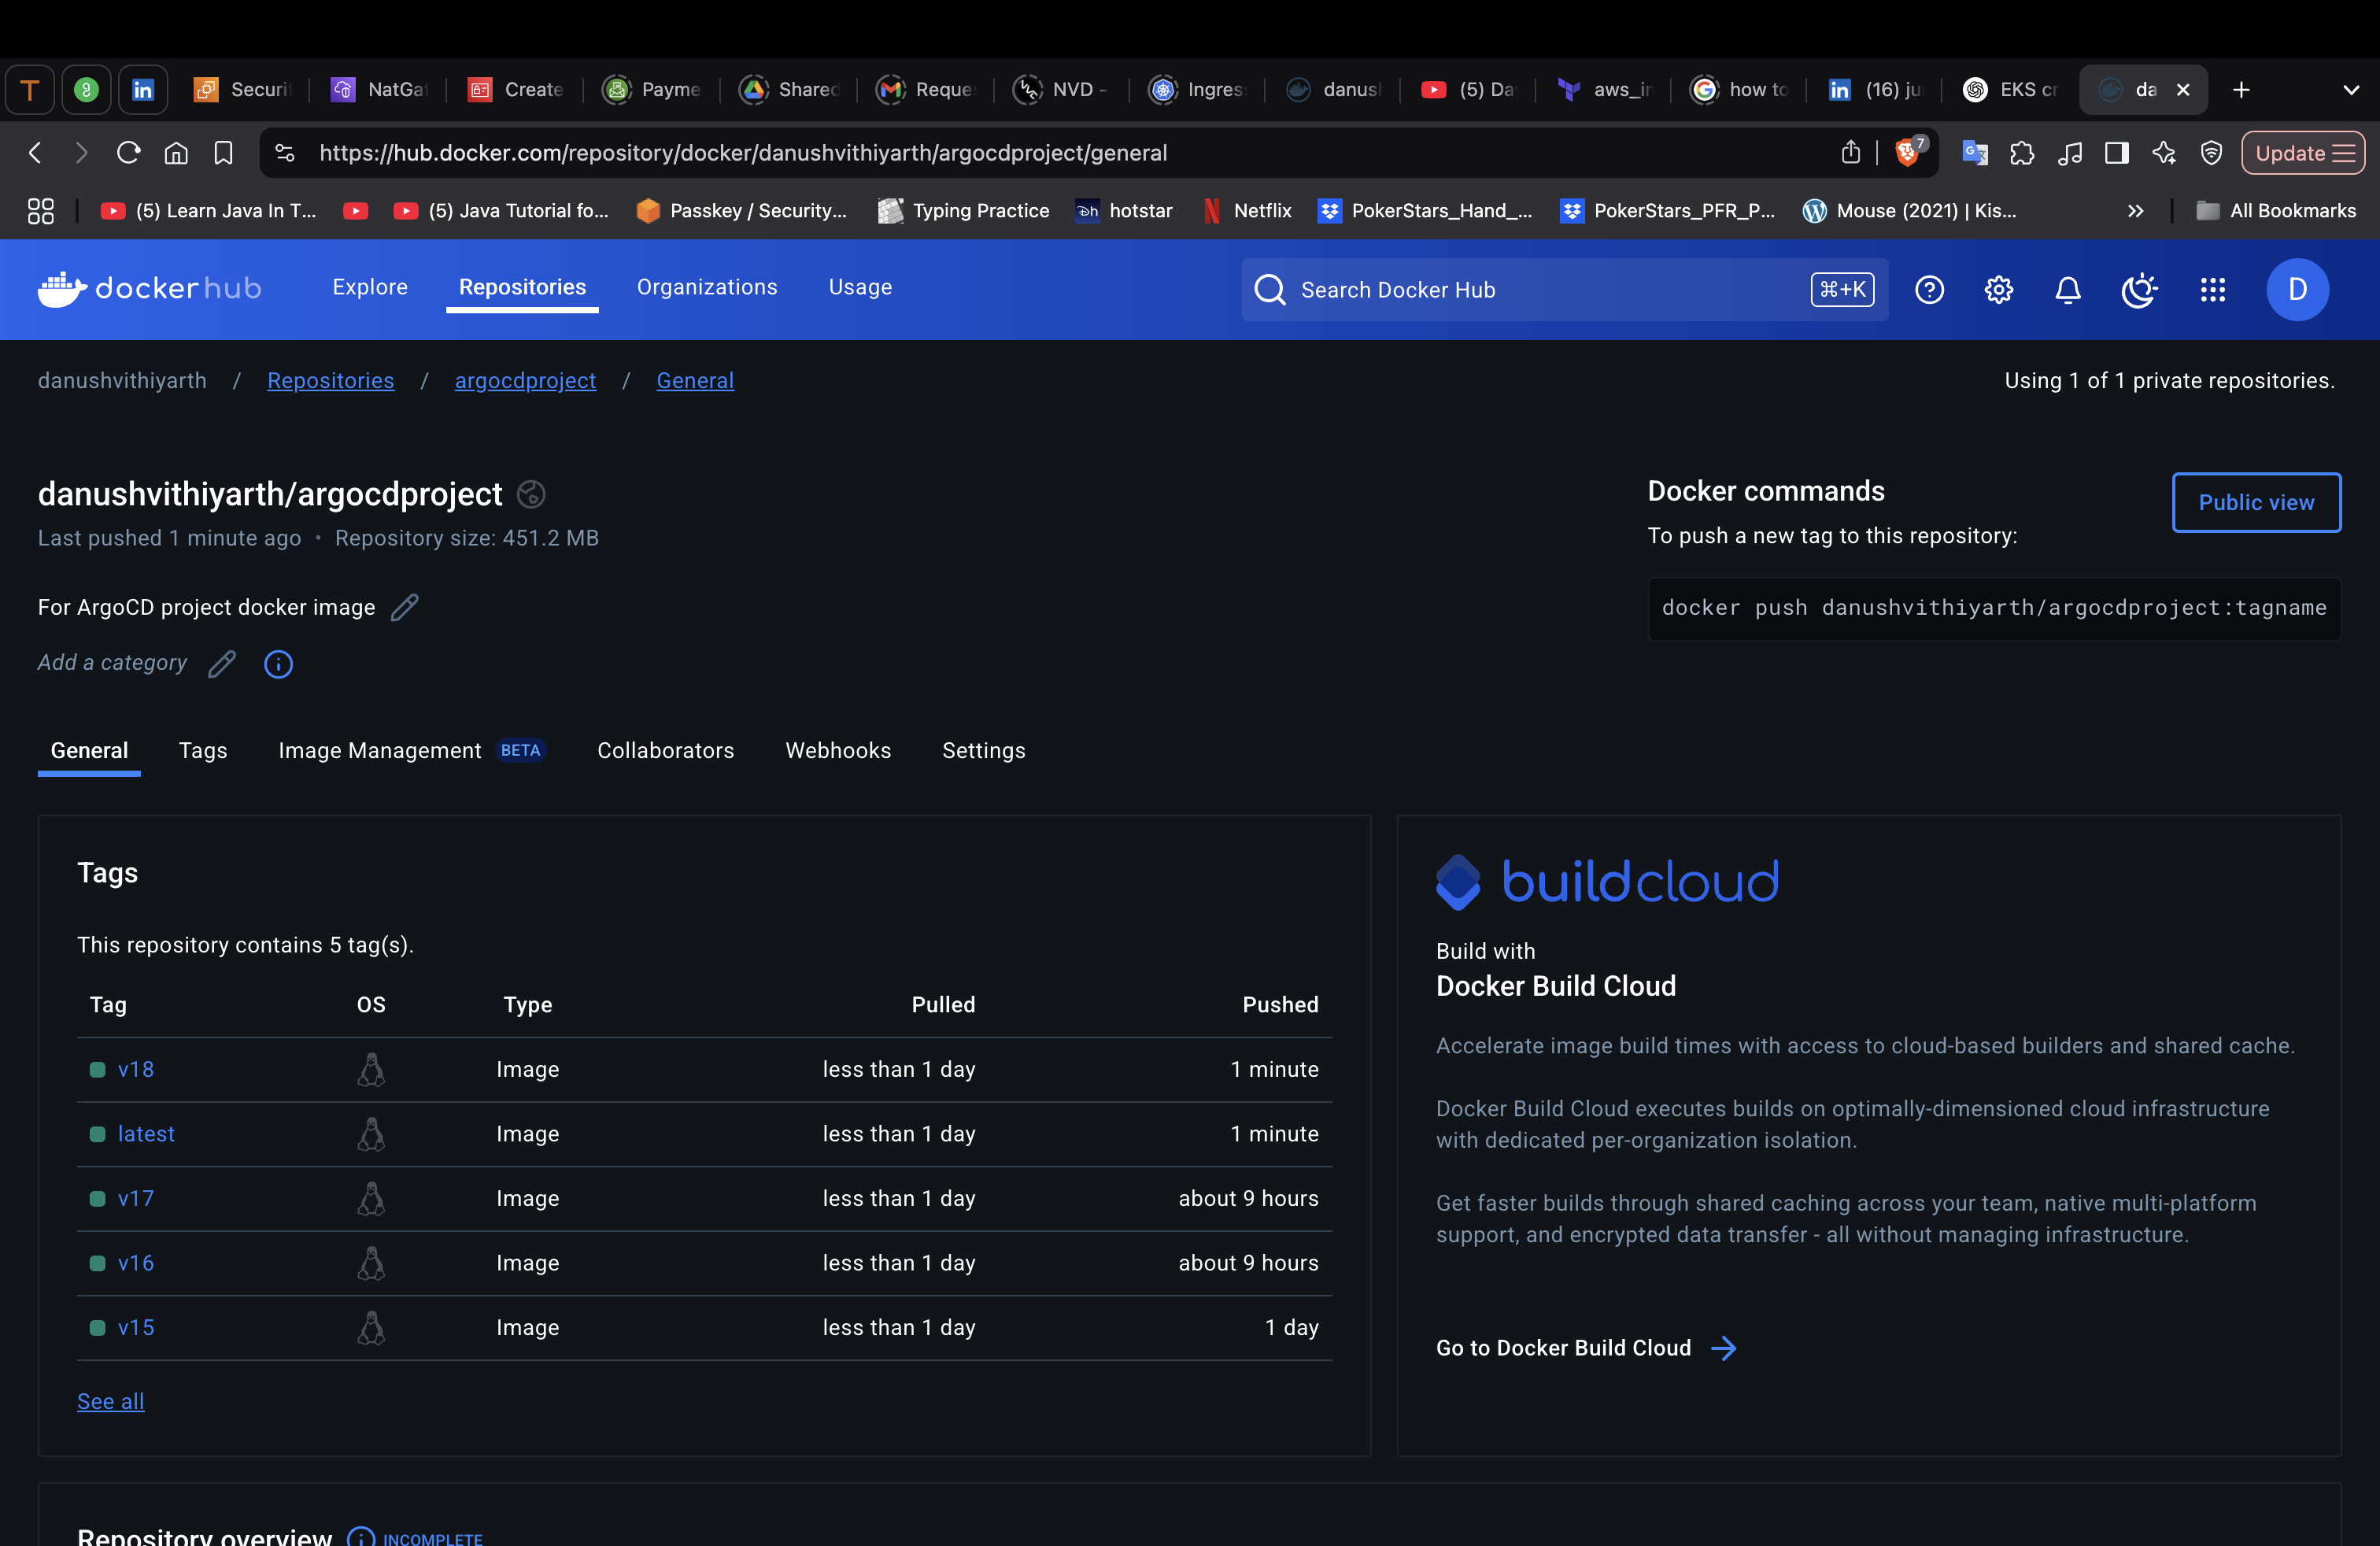 T
Securi
NatGat
Create
Payme
Shared
Reque
NVD -
Ingres
danush
(5) Da
aws_in
how to
(16) ju
EKS cr
da
https://hub.docker.com/repository/docker/danushvithiyarth/argocdproject/general
7
Update
(5) Learn Java In T...
(5) Java Tutorial fo...
Passkey / Security...
Typing Practice
hotstar
Netflix
PokerStars_Hand_...
PokerStars_PFR_P...
Mouse (2021) | Kis...
All Bookmarks
dockerhub
Explore
Repositories
Organizations
Usage
Search Docker Hub
⌘+K
D
danushvithiyarth / Repositories / argocdproject / General
Using 1 of 1 private repositories.
danushvithiyarth/argocdproject
Last pushed 1 minute ago • Repository size: 451.2 MB
For ArgoCD project docker image
Add a category
Docker commands
Public view
To push a new tag to this repository:
docker push danushvithiyarth/argocdproject:tagname
General
Tags
Image Management BETA
Collaborators
Webhooks
Settings
Tags
This repository contains 5 tag(s).
Tag OS Type Pulled Pushed
v18 Image less than 1 day 1 minute
latest Image less than 1 day 1 minute
v17 Image less than 1 day about 9 hours
v16 Image less than 1 day about 9 hours
v15 Image less than 1 day 1 day
See all
buildcloud
Build with
Docker Build Cloud
Accelerate image build times with access to cloud-based builders and shared cache.
Docker Build Cloud executes builds on optimally-dimensioned cloud infrastructure
with dedicated per-organization isolation.
Get faster builds through shared caching across your team, native multi-platform
support, and encrypted data transfer - all without managing infrastructure.
Go to Docker Build Cloud
Repository overview INCOMPLETE